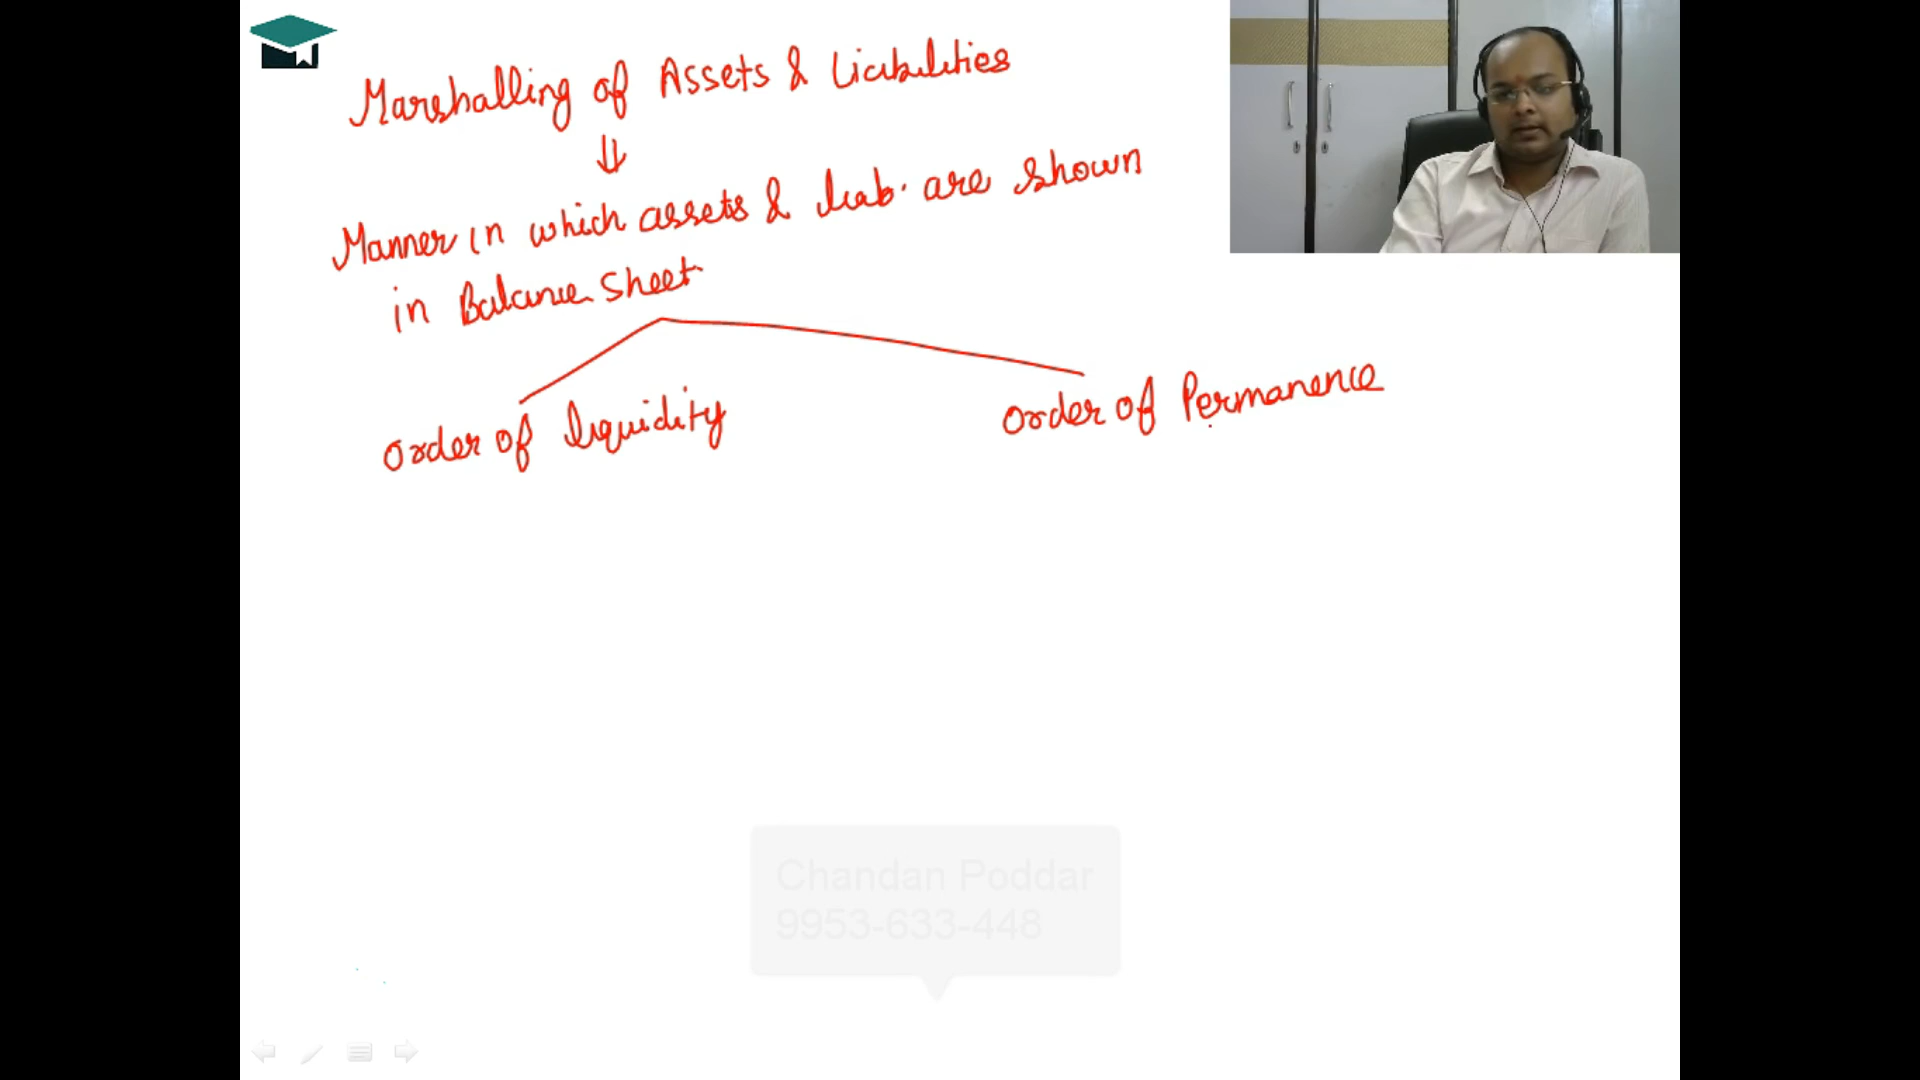 Marshalling of Assets & Liabilities
⇓
Manner in which assets & liab. are shown
in Balance Sheet
Order of liquidity
Order of Permanence
Chandan Poddar
9953-633-448